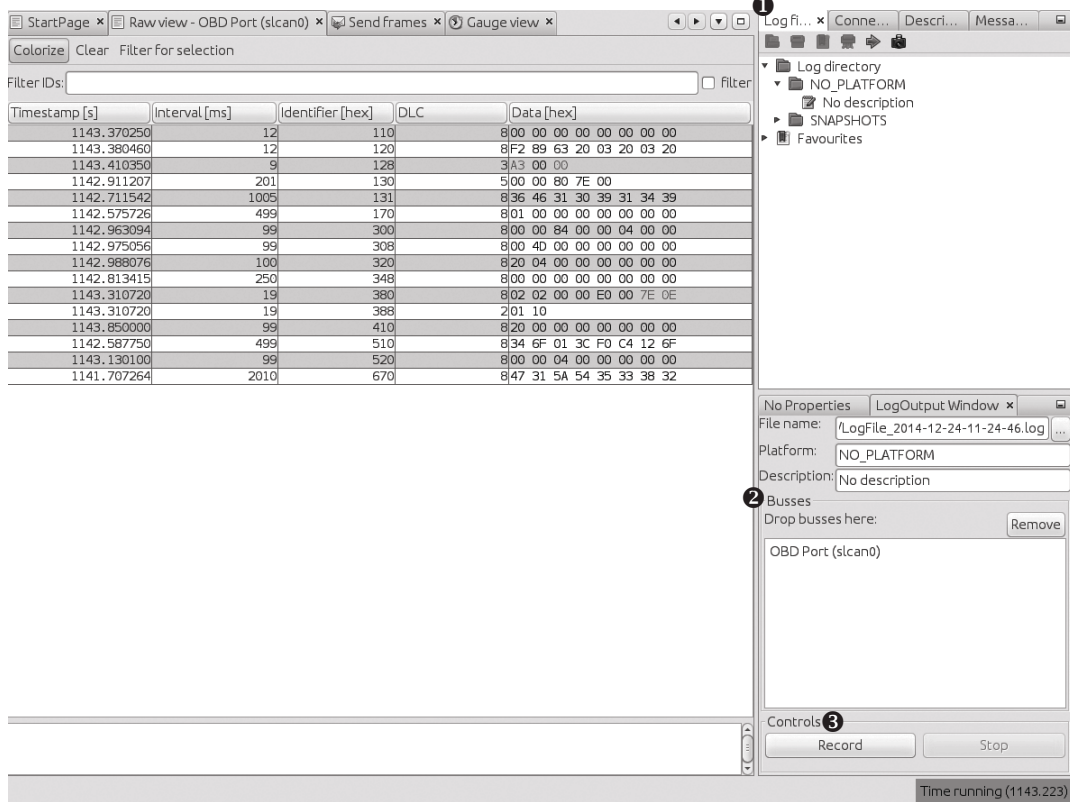 StartPage × Raw view - OBD Port (slcan0) × Send frames × Gauge view ×
Colorize Clear Filter for selection
Filter IDs: filter
Timestamp [s] Interval [ms] Identifier [hex] DLC Data [hex]
1143.370250 12 110 8 00 00 00 00 00 00 00 00
1143.380460 12 120 8 F2 89 63 20 03 20 03 20
1143.410350 9 128 3 A3 00 00
1142.911207 201 130 5 00 00 80 7E 00
1142.711542 1005 131 8 36 46 31 30 39 31 34 39
1142.575726 499 170 8 01 00 00 00 00 00 00 00
1142.963094 99 300 8 00 00 84 00 00 04 00 00
1142.975056 99 308 8 00 4D 00 00 00 00 00 00
1142.988076 100 320 8 20 04 00 00 00 00 00 00
1142.813415 250 348 8 00 00 00 00 00 00 00 00
1143.310720 19 380 8 02 02 00 00 E0 00 7E 0E
1143.310720 19 388 2 01 10
1143.850000 99 410 8 20 00 00 00 00 00 00 00
1142.587750 499 510 8 34 6F 01 3C F0 C4 12 6F
1143.130100 99 520 8 00 00 04 00 00 00 00 00
1141.707264 2010 670 8 47 31 5A 54 35 33 38 32
❶
Log fi... × Conne... Descri... Messa...
Log directory
NO_PLATFORM
No description
SNAPSHOTS
Favourites
No Properties LogOutput Window ×
File name: /LogFile_2014-12-24-11-24-46.log ...
Platform: NO_PLATFORM
Description: No description
❷ Busses
Drop busses here: Remove
OBD Port (slcan0)
Controls ❸
Record Stop
Time running (1143.223)